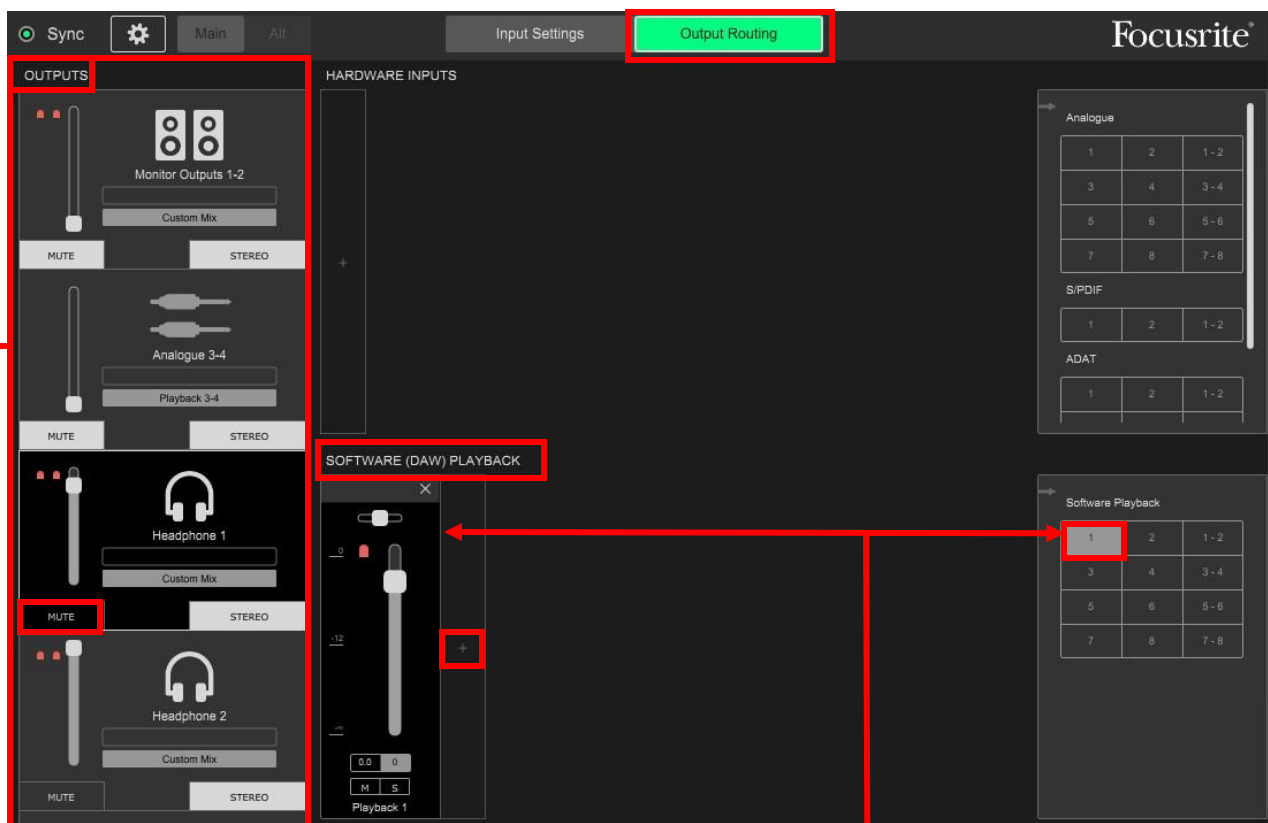 Sync
Main
Alt
Input Settings
Output Routing
Focusrite
OUTPUTS
HARDWARE INPUTS
Monitor Outputs 1-2
Custom Mix
MUTE
STEREO
Analogue 3-4
Playback 3-4
MUTE
STEREO
Headphone 1
Custom Mix
MUTE
STEREO
Headphone 2
Custom Mix
MUTE
STEREO
+
Analogue
1 2 1 - 2
3 4 3 - 4
5 6 5 - 6
7 8 7 - 8
S/PDIF
1 2 1 - 2
ADAT
1 2 1 - 2
SOFTWARE (DAW) PLAYBACK
0
-12
-∞
0.0 0
M S
Playback 1
+
Software Playback
1 2 1 - 2
3 4 3 - 4
5 6 5 - 6
7 8 7 - 8